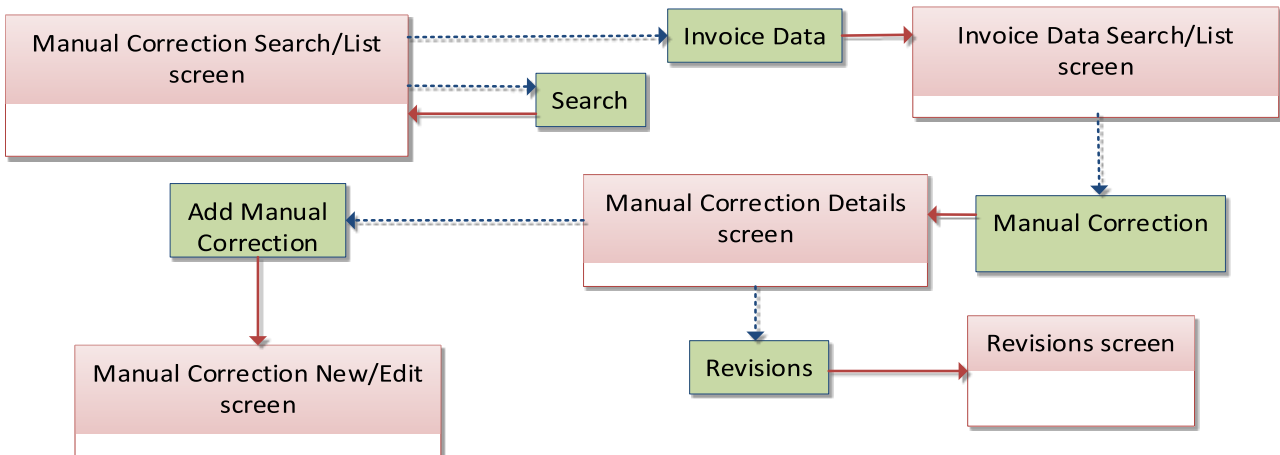 Manual Correction Search/List
screen
Invoice Data
Invoice Data Search/List
screen
Search
Add Manual
Correction
Manual Correction Details
screen
Manual Correction
Manual Correction New/Edit
screen
Revisions
Revisions screen